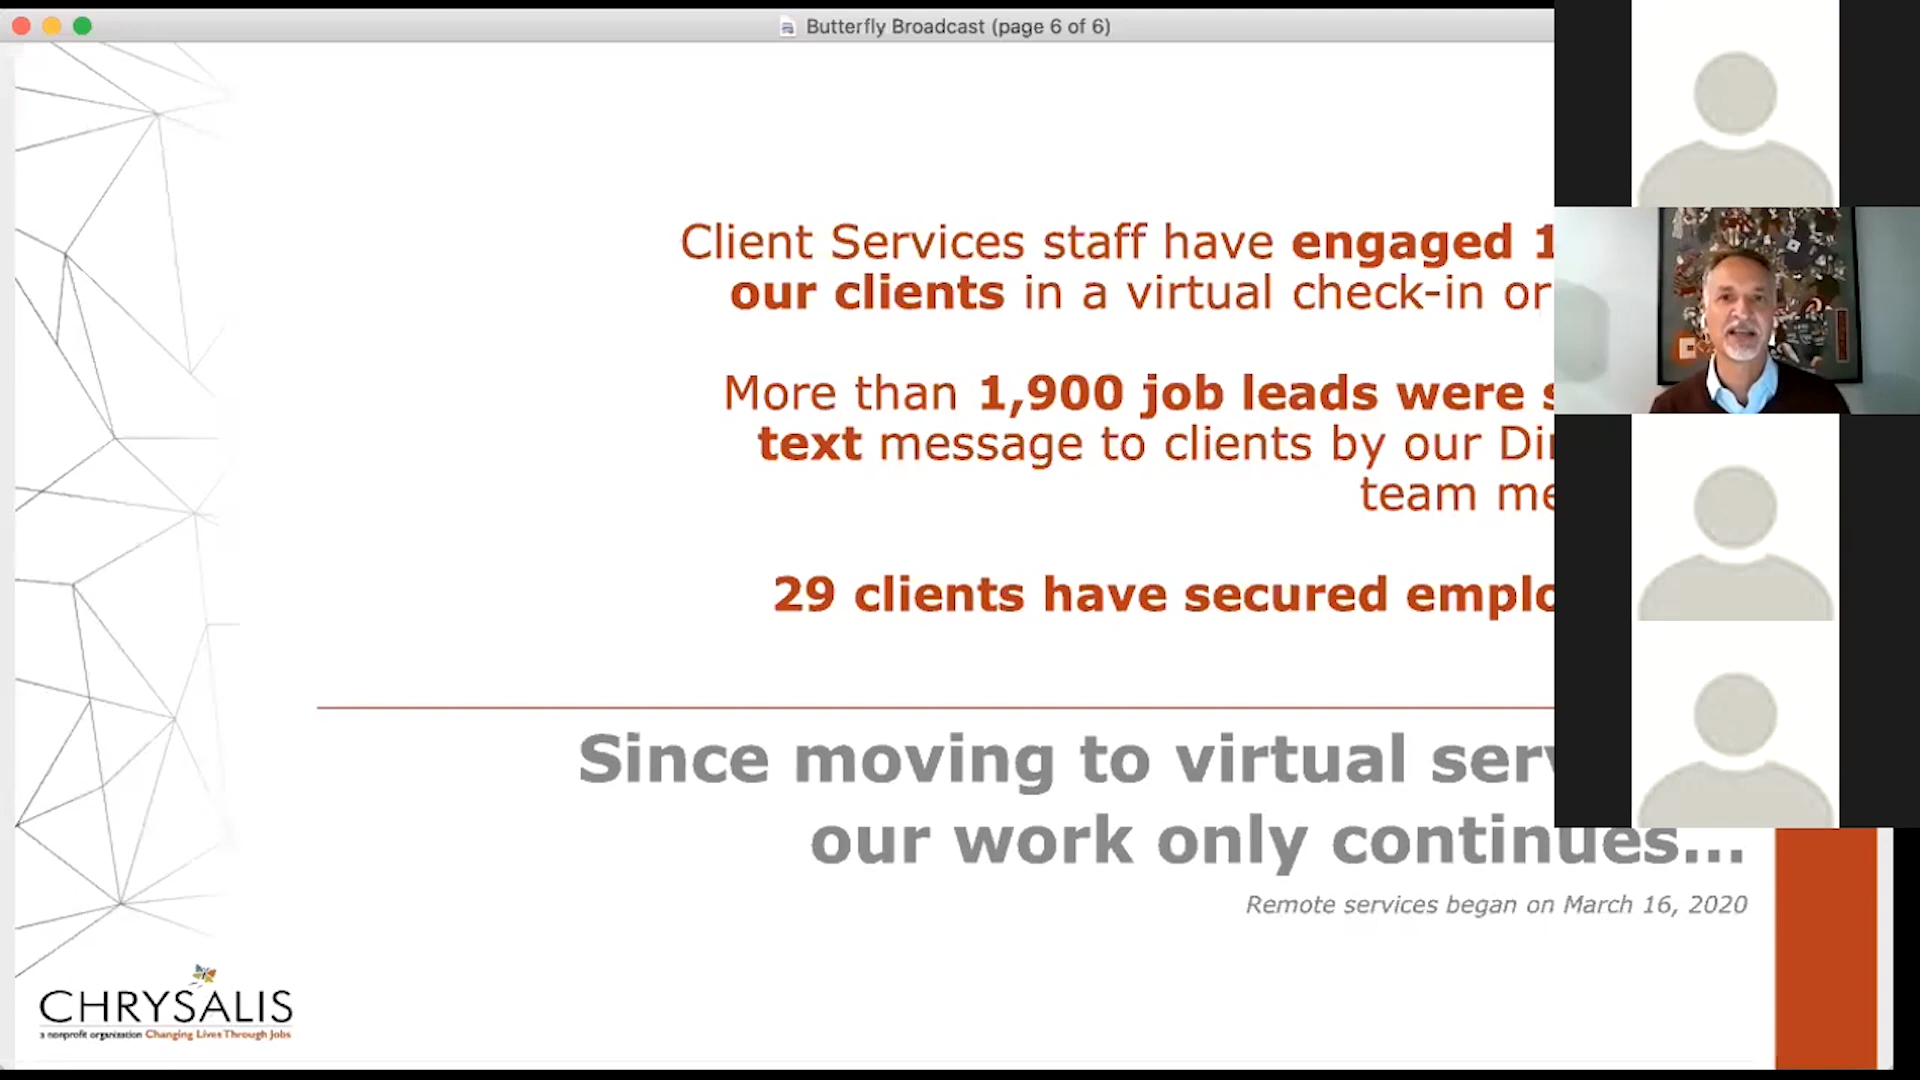 Butterfly Broadcast (page 6 of 6)
Client Services staff have engaged 1
our clients in a virtual check-in or
More than 1,900 job leads were s
text message to clients by our Di
team me
29 clients have secured emplo
Since moving to virtual serv
our work only continues...
Remote services began on March 16, 2020
CHRYSALIS
a nonprofit organization Changing Lives Through Jobs